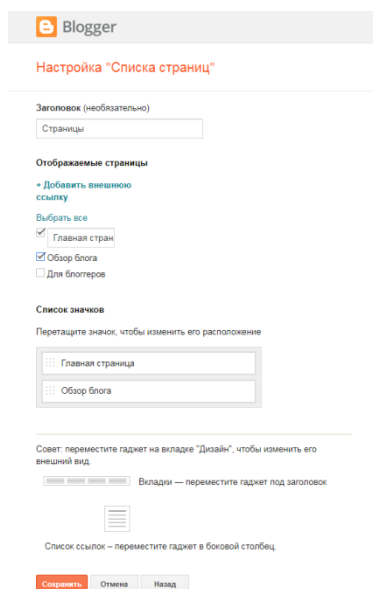 Blogger
Настройка "Списка страниц"
Заголовок (необязательно)
Страницы
Отображаемые страницы
+ Добавить внешнюю
ссылку
Выбрать все
Главная стран
Обзор блога
Для блоггеров
Список значков
Перетащите значок, чтобы изменить его расположение
Главная страница
Обзор блога
Совет: переместите гаджет на вкладке "Дизайн", чтобы изменить его
внешний вид.
Вкладки — переместите гаджет под заголовок
Список ссылок – переместите гаджет в боковой столбец.
Сохранить Отмена Назад